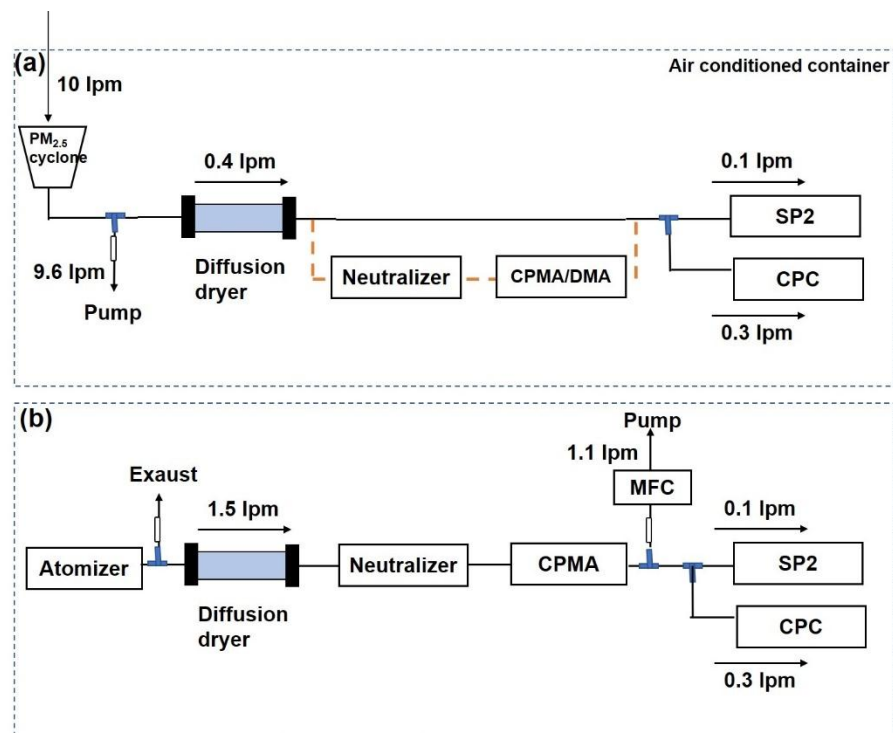 (a)
Air conditioned container
10 lpm
PM2.5
cyclone
0.4 lpm
0.1 lpm
SP2
9.6 lpm
Pump
Diffusion
dryer
Neutralizer
CPMA/DMA
CPC
0.3 lpm
(b)
Pump
1.1 lpm
MFC
Exaust
1.5 lpm
0.1 lpm
Atomizer
Neutralizer
CPMA
SP2
Diffusion
dryer
CPC
0.3 lpm